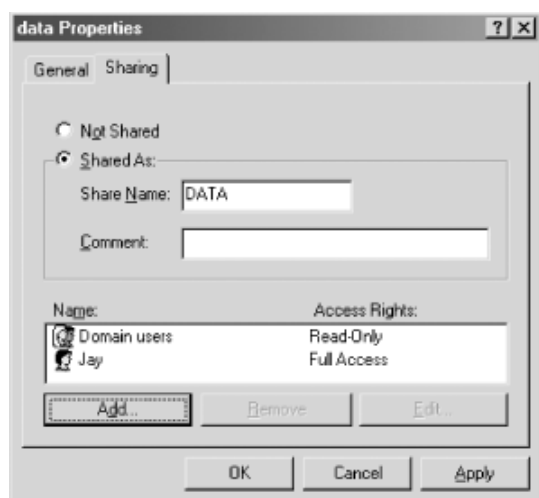 data Properties
? X
General Sharing
Not Shared
Shared As:
Share Name: DATA
Comment:
Name: Access Rights:
Domain users Read-Only
Jay Full Access
Add... Remove Edit...
OK Cancel Apply